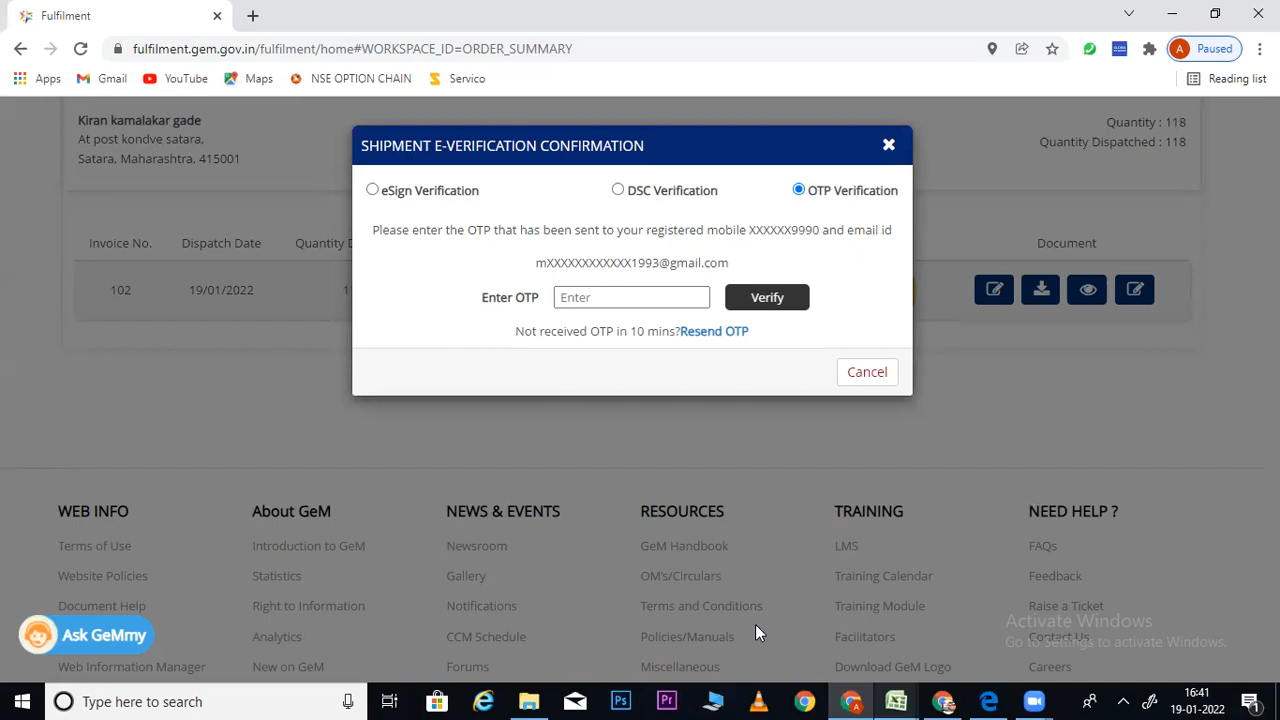 Fulfilment
fulfilment.gem.gov.in/fulfilment/home#WORKSPACE_ID=ORDER_SUMMARY
A Paused
Apps Gmail YouTube Maps NSE OPTION CHAIN Servico Reading list
Kiran kamalakar gade
At post kondve satara,
Satara, Maharashtra, 415001
Quantity : 118
Quantity Dispatched : 118
SHIPMENT E-VERIFICATION CONFIRMATION
eSign Verification DSC Verification OTP Verification
Please enter the OTP that has been sent to your registered mobile XXXXXX9990 and email id
mXXXXXXXXXXXX1993@gmail.com
Enter OTP Enter Verify
Not received OTP in 10 mins?Resend OTP
Cancel
Invoice No. Dispatch Date Quantity D Document
102 19/01/2022 1
WEB INFO About GeM NEWS & EVENTS RESOURCES TRAINING NEED HELP ?
Terms of Use Introduction to GeM Newsroom GeM Handbook LMS FAQs
Website Policies Statistics Gallery OM's/Circulars Training Calendar Feedback
Document Help Right to Information Notifications Terms and Conditions Training Module Raise a Ticket
Ask GeMmy Analytics CCM Schedule Policies/Manuals Facilitators Contact Us
Web Information Manager New on GeM Forums Miscellaneous Download GeM Logo Careers
Activate Windows
Go to Settings to activate Windows.
Type here to search
Ps Pr A
16:41
19-01-2022
1